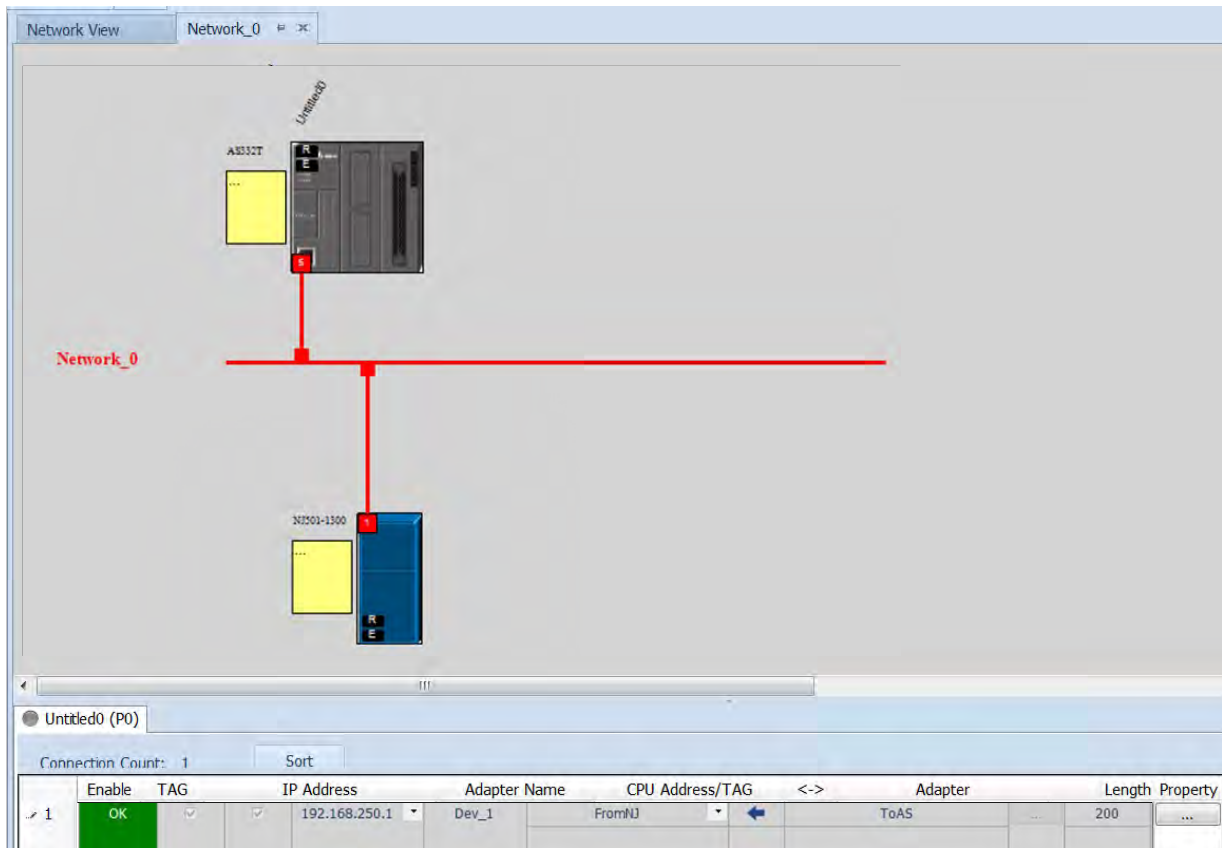 Network View Network_0
Untitled0
AS332T
...
R
E
5
Network_0
NJ501-1300
1
...
R
E
Untitled0 (P0)
Connection Count: 1 Sort
Enable TAG IP Address Adapter Name CPU Address/TAG <-> Adapter Length Property
1 OK 192.168.250.1 Dev_1 FromNJ ToAS ... 200 ...